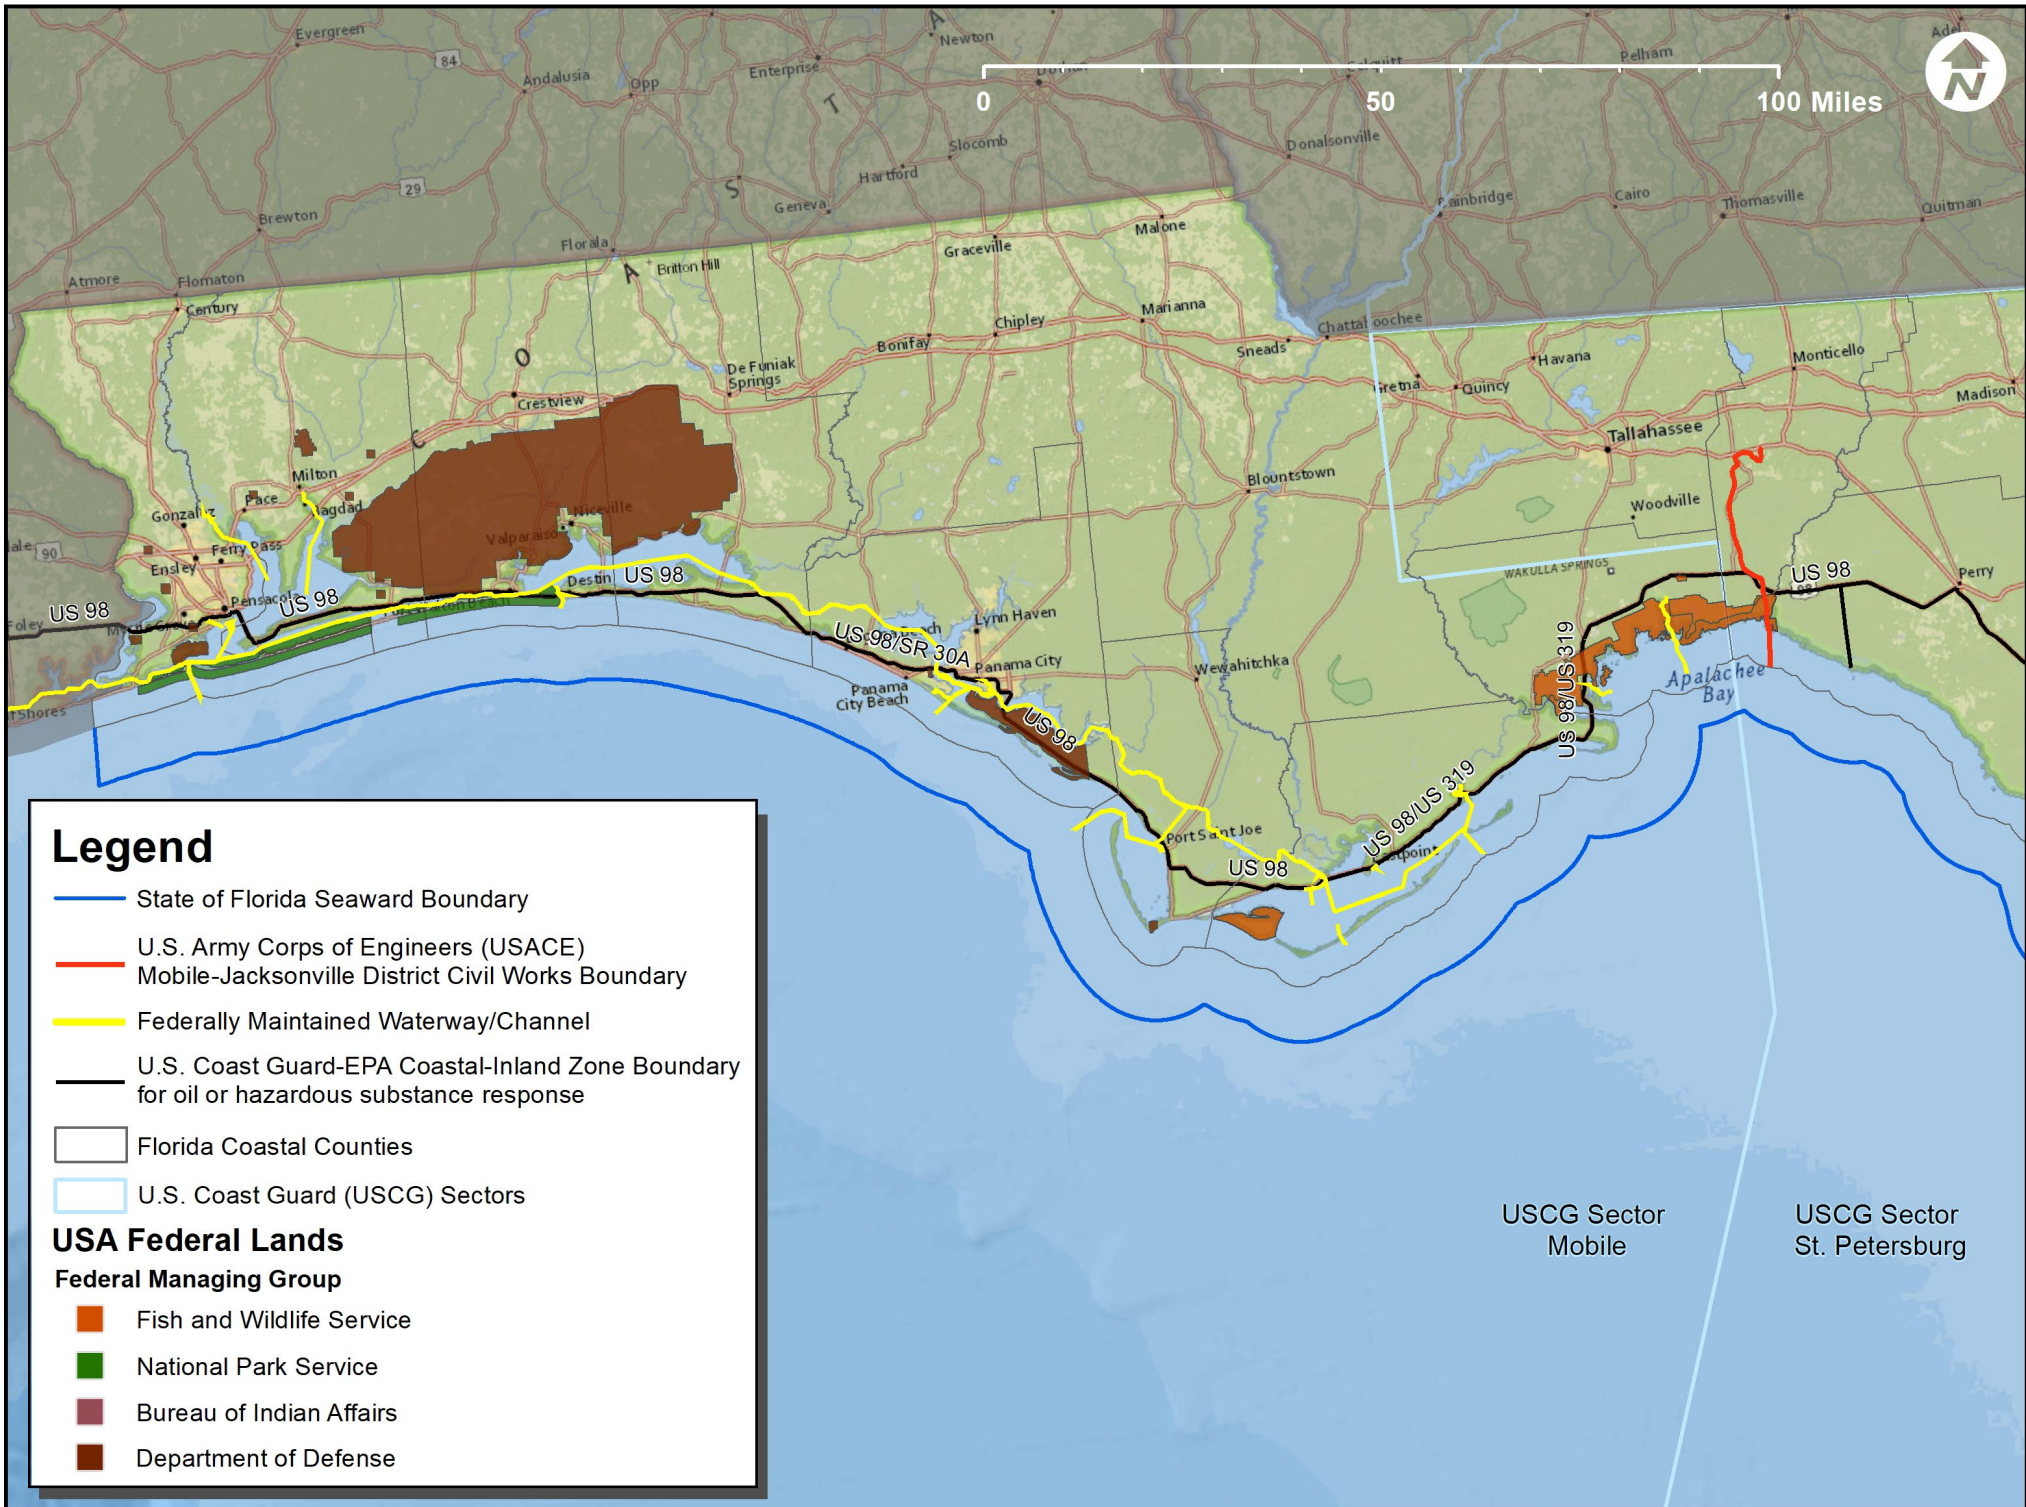 Evergreen
84
Andalusia
Opp
Enterprise
Newton
A
Colquitt
Pelham
0
50
100 Miles
N
T
S
A
O
C
Slocomb
Hartford
Geneva
Donalsonville
Bainbridge
Cairo
Thomasville
Quitman
29
Brewton
Florala
Britton Hill
Graceville
Malone
Atmore
Flomaton
Century
Chipley
Marianna
Bonifay
Sneads
Chattahoochee
Havana
Monticello
De Funiak
Springs
Gretna
Quincy
Madison
Crestview
Tallahassee
Milton
Pace
Bagdad
Gonzalez
Niceville
Valparaiso
Blountstown
Woodville
90
Ferry Pass
Ensley
Destin
US 98
WAKULLA SPRINGS
US 98
98
Perry
Pensacola
US 98
US 98
Foley
Lynn Haven
US 98/SR 30A
Beach
Panama City
Panama
City Beach
Wewahitchka
US 98/US 319
Apalachee
Bay
Shores
US 98
US 98/US 319
Port Saint Joe
US 98
Legend
State of Florida Seaward Boundary
U.S. Army Corps of Engineers (USACE)
Mobile-Jacksonville District Civil Works Boundary
Federally Maintained Waterway/Channel
U.S. Coast Guard-EPA Coastal-Inland Zone Boundary
for oil or hazardous substance response
Florida Coastal Counties
U.S. Coast Guard (USCG) Sectors
USA Federal Lands
Federal Managing Group
Fish and Wildlife Service
National Park Service
Bureau of Indian Affairs
Department of Defense
USCG Sector
Mobile
USCG Sector
St. Petersburg